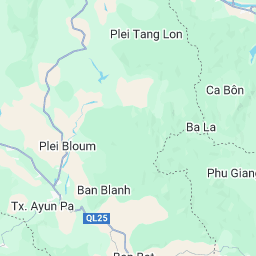 Plei Tang Lon
Ca Bôn
Ba La
Plei Bloum
Phu Giang
Ban Blanh
Tx. Ayun Pa
QL25